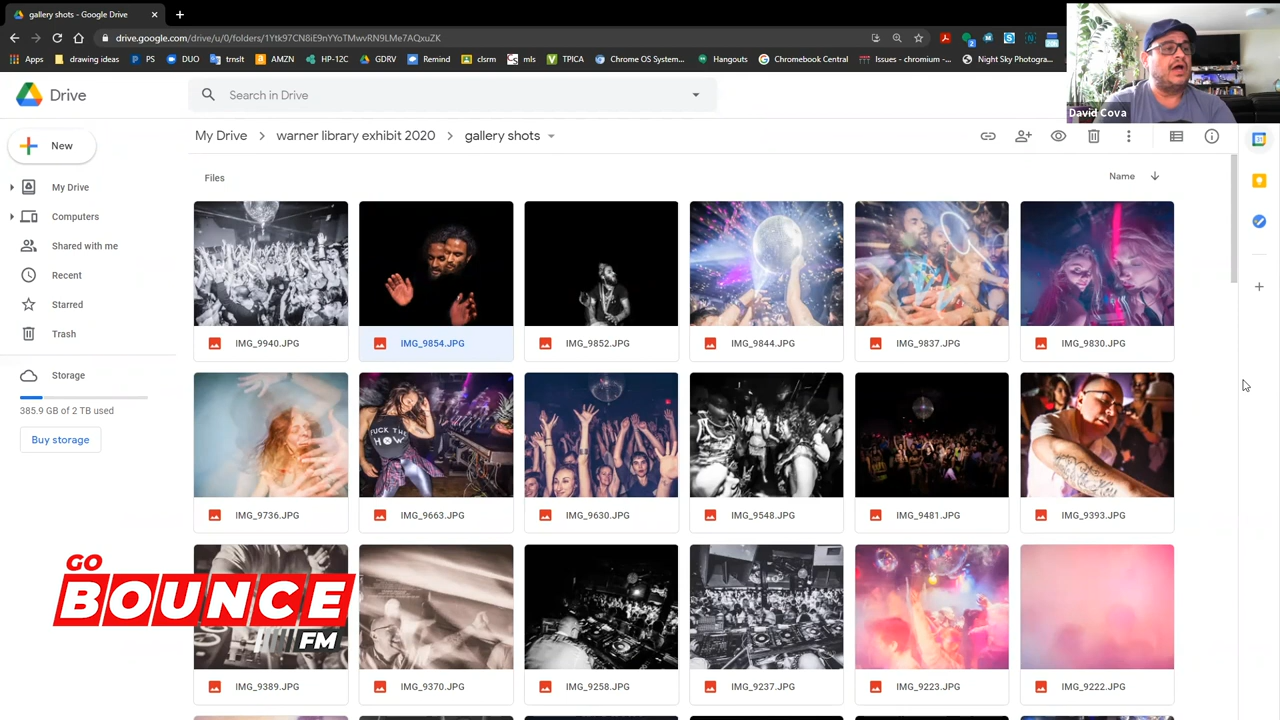 gallery shots - Google Drive
drive.google.com/drive/u/0/folders/1Ytk97CN8iE9nYYoTMwvRN9LMe7AQxuZK
Apps drawing ideas PS DUO trnslt AMZN HP-12C GDRV Remind clsrm mls TPICA Chrome OS System... Hangouts Chromebook Central Issues - chromium -... Night Sky Photogra...
David Cova
Drive
Search in Drive
New
My Drive > warner library exhibit 2020 > gallery shots
My Drive
Computers
Shared with me
Recent
Starred
Trash
Storage
385.9 GB of 2 TB used
Buy storage
Files
Name
IMG_9940.JPG IMG_9854.JPG IMG_9852.JPG IMG_9844.JPG IMG_9837.JPG IMG_9830.JPG
FUCK THE
HOW
IMG_9736.JPG IMG_9663.JPG IMG_9630.JPG IMG_9548.JPG IMG_9481.JPG IMG_9393.JPG
GO
BOUNCE
FM
IMG_9389.JPG IMG_9370.JPG IMG_9258.JPG IMG_9237.JPG IMG_9223.JPG IMG_9222.JPG